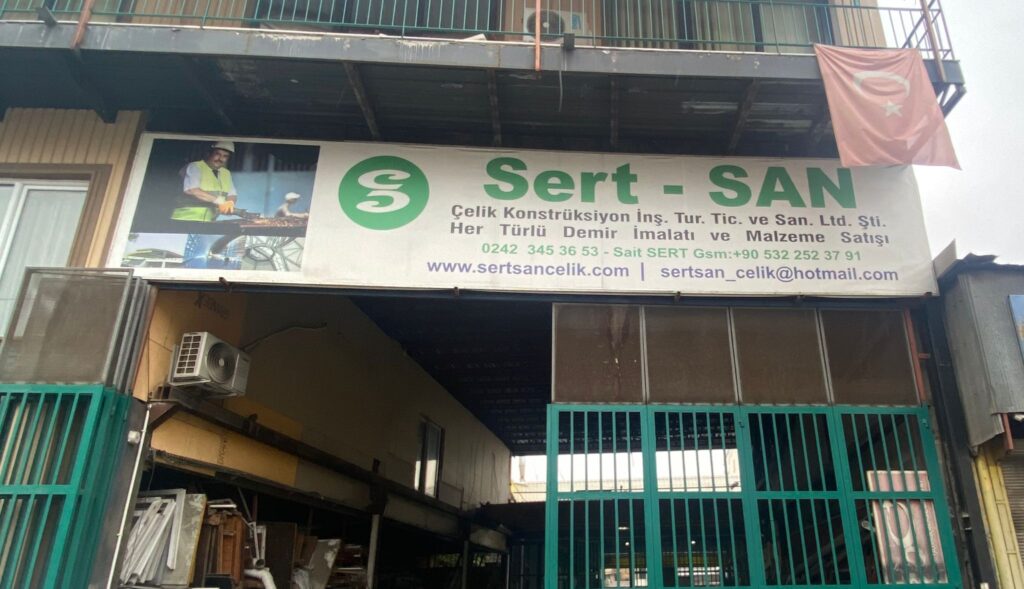 S
Sert - SAN
Çelik Konstrüksiyon İnş. Tur. Tic. ve San. Ltd. Şti.
Her Türlü Demir İmalatı ve Malzeme Satışı
0242 345 36 53 - Sait SERT Gsm:+90 532 252 37 91
www.sertsancelik.com | sertsan_celik@hotmail.com